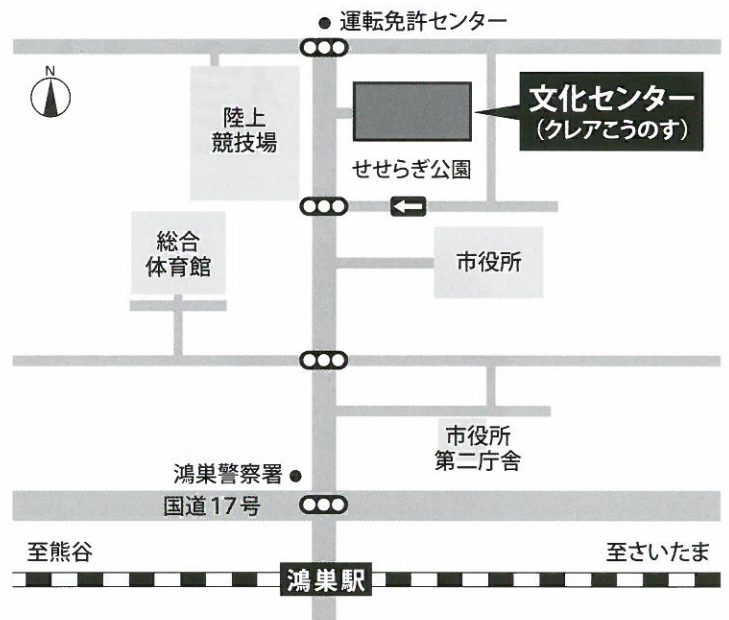 運転免許センター
N
文化センター
（クレアこうのす）
陸上
競技場
せせらぎ公園
総合
体育館
市役所
市役所
第二庁舎
鴻巣警察署
国道17号
至熊谷
至さいたま
鴻巣駅